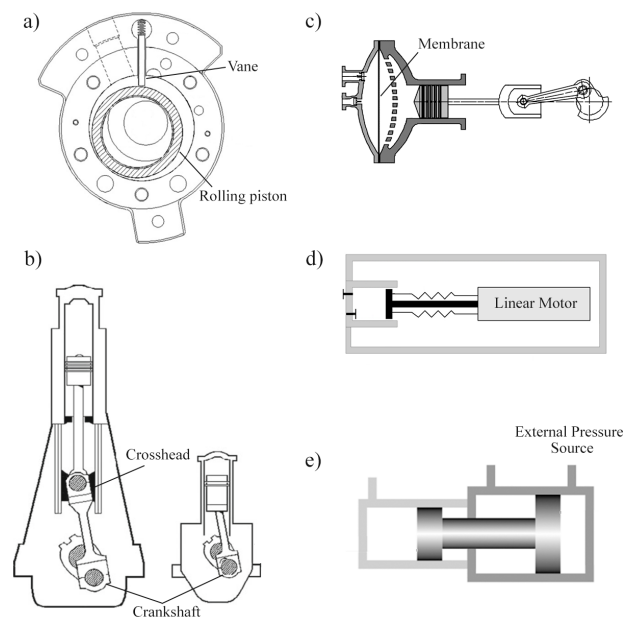 a)
Vane
Rolling piston
b)
Crosshead
Crankshaft
c)
Membrane
d)
Linear Motor
External Pressure
Source
e)